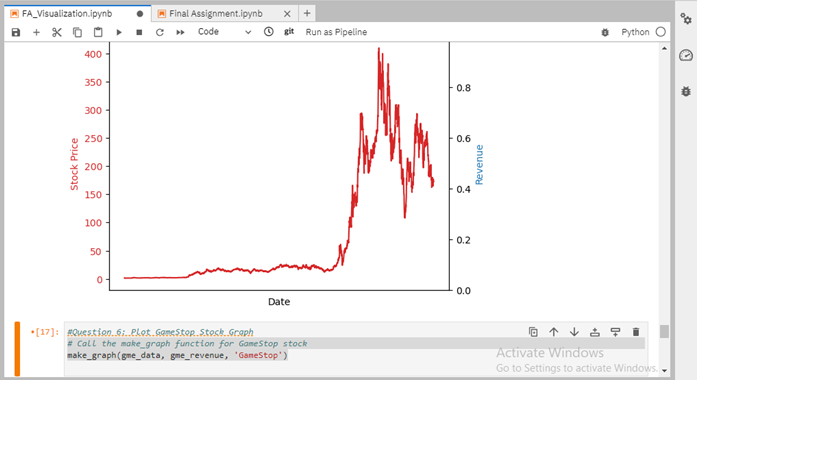 FA_Visualization.ipynb
Final Assignment.ipynb
Code
git
Run as Pipeline
Python
400
350
300
250
200
150
100
50
0
Stock Price
0.8
0.6
0.4
0.2
0.0
Revenue
Date
[17]:
#Question 6: Plot GameStop Stock Graph
# Call the make_graph function for GameStop stock
make_graph(gme_data, gme_revenue, 'GameStop')
Activate Windows
Go to Settings to activate Windows.